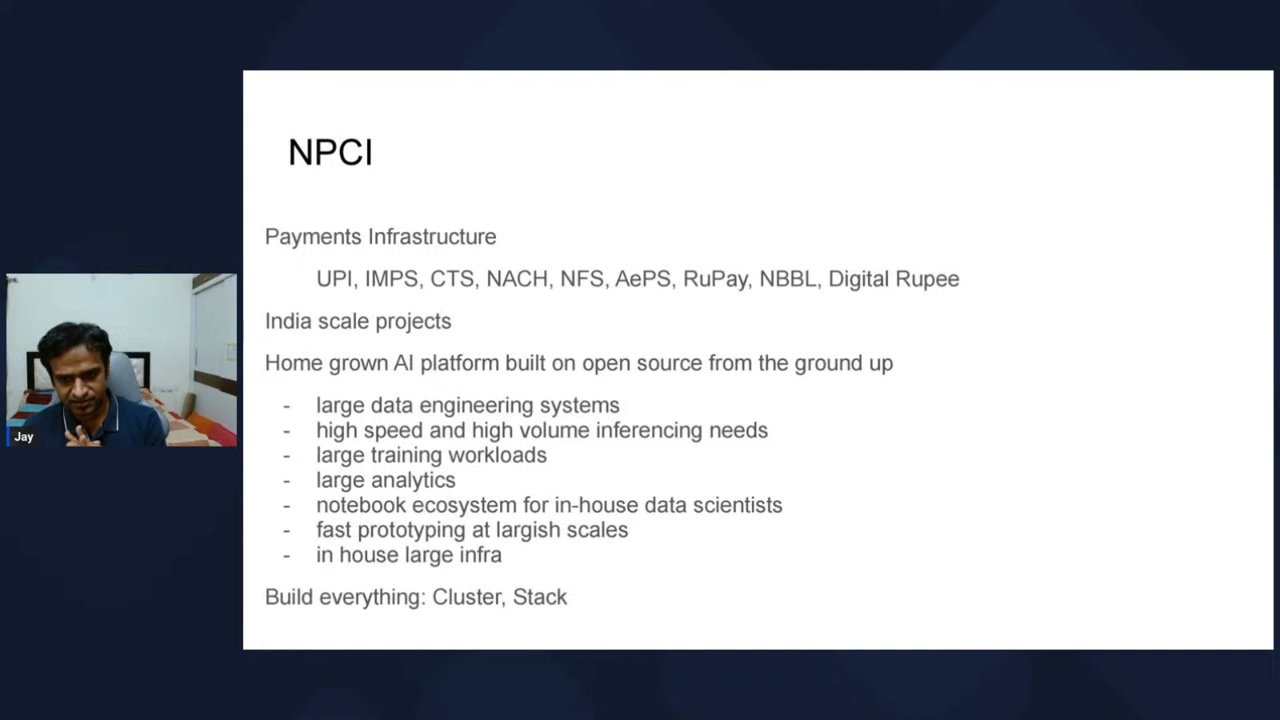 NPCI
Payments Infrastructure
UPI, IMPS, CTS, NACH, NFS, AePS, RuPay, NBBL, Digital Rupee
India scale projects
Home grown AI platform built on open source from the ground up
- large data engineering systems
- high speed and high volume inferencing needs
- large training workloads
- large analytics
- notebook ecosystem for in-house data scientists
- fast prototyping at largish scales
- in house large infra
Build everything: Cluster, Stack
Jay